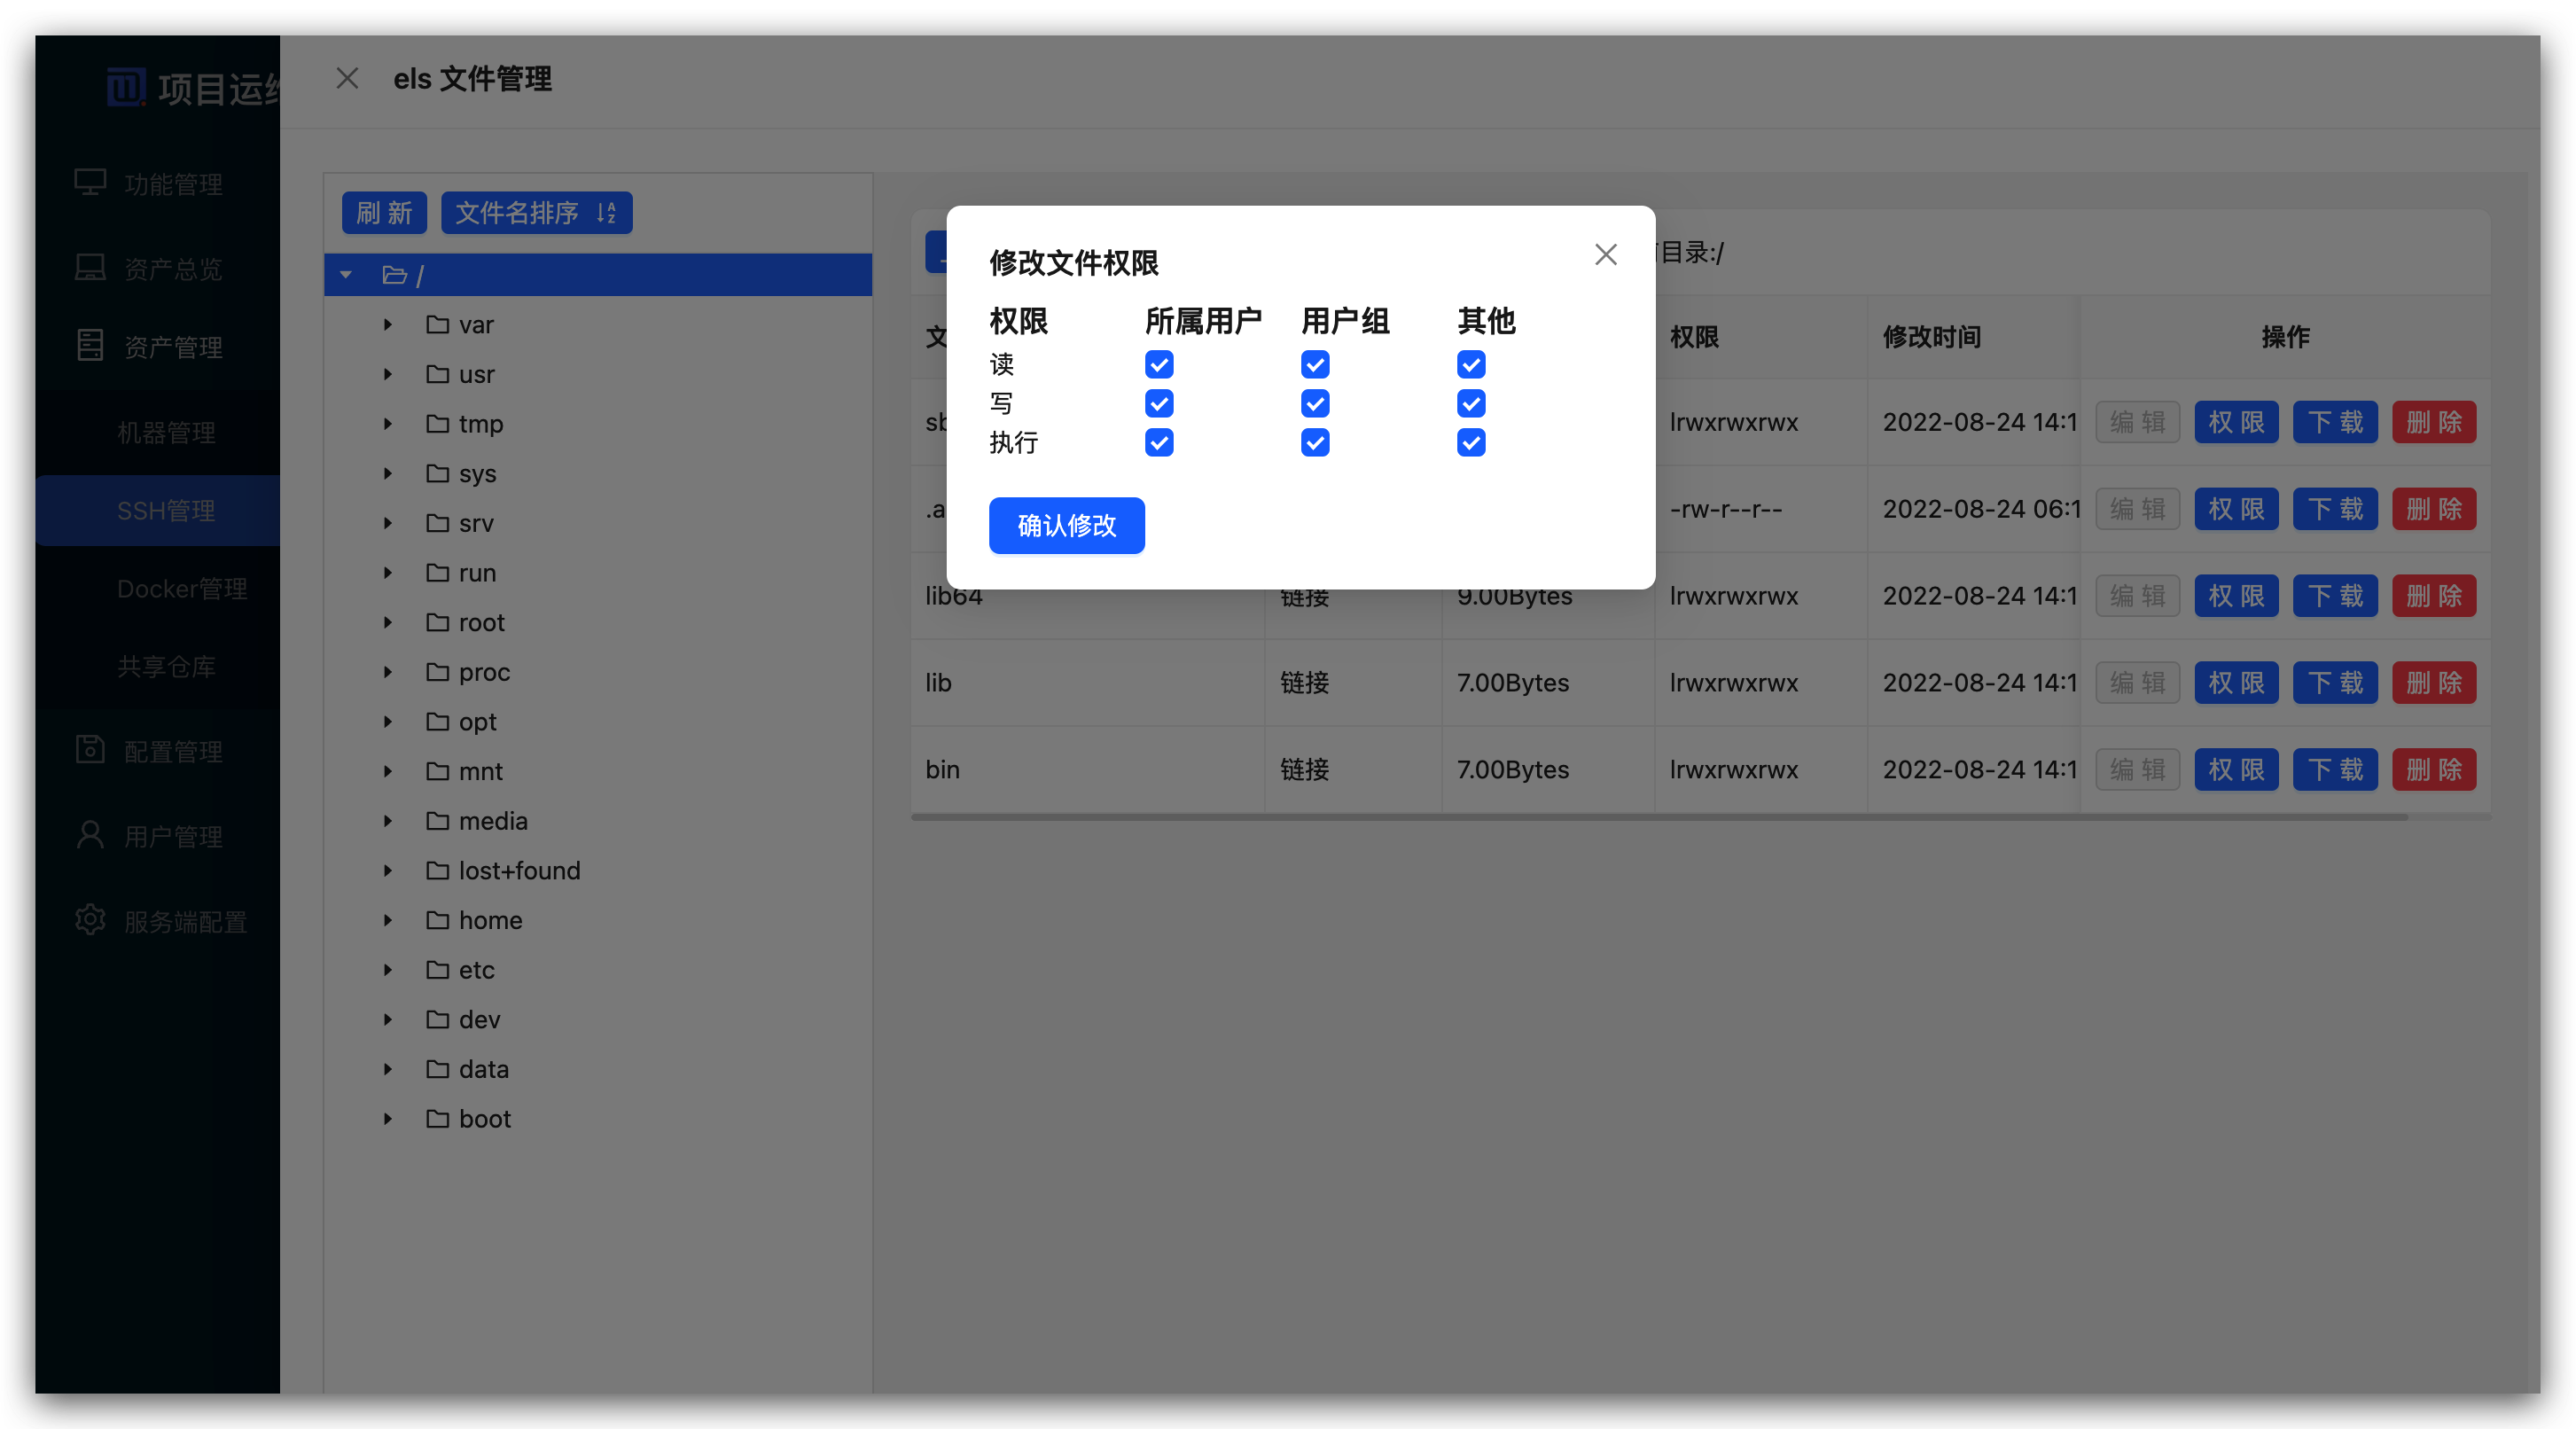 项目运
els 文件管理
功能管理
资产总览
资产管理
机器管理
SSH管理
Docker管理
共享仓库
配置管理
用户管理
服务端配置
刷 新
文件名排序
/
var
usr
tmp
sys
srv
run
root
proc
opt
mnt
media
lost+found
home
etc
dev
data
boot
目录:/
文 权限 修改时间 操作
lrwxrwxrwx 2022-08-24 14:1 编 辑 权 限 下 载 删 除
.a -rw-r--r-- 2022-08-24 06:1 编 辑 权 限 下 载 删 除
lib64 链接 9.00Bytes lrwxrwxrwx 2022-08-24 14:1 编 辑 权 限 下 载 删 除
lib 链接 7.00Bytes lrwxrwxrwx 2022-08-24 14:1 编 辑 权 限 下 载 删 除
bin 链接 7.00Bytes lrwxrwxrwx 2022-08-24 14:1 编 辑 权 限 下 载 删 除
修改文件权限
权限 所属用户 用户组 其他
读
写
执行
确认修改